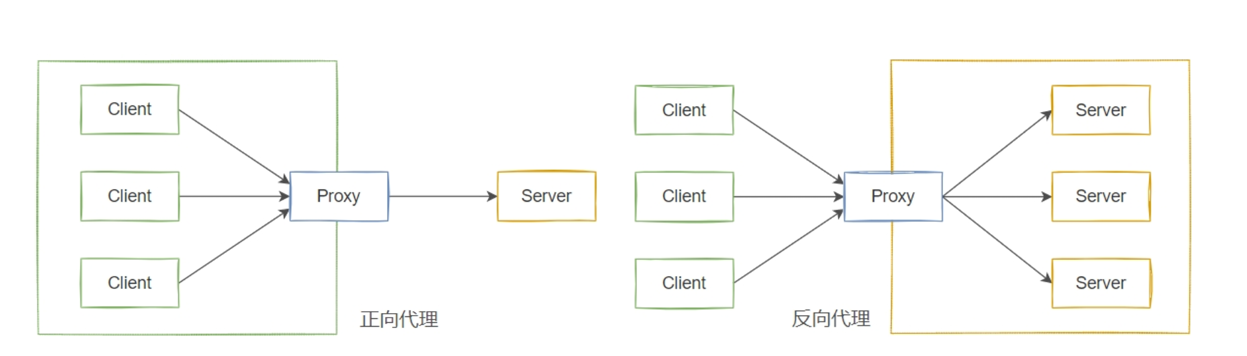 Client
Client
Client
Proxy
Server
正向代理
Client
Client
Client
Proxy
Server
Server
Server
反向代理